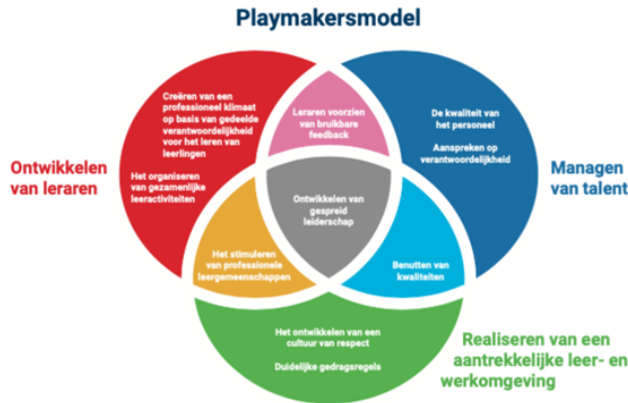 Playmakersmodel
Creëren van een
professioneel klimaat
op basis van gedeelde
verantwoordelijkheid
voor het leren van
leerlingen
Het organiseren
van gezamenlijke
leeractiviteiten
Leraren voorzien
van bruikbare
feedback
De kwaliteit van
het personeel
Aanspreken op
verantwoordelijkheid
Ontwikkelen
van leraren
Managen
van talent
Ontwikkelen van
gespreid
leiderschap
Het stimuleren
van professionele
leergemeenschappen
Benutten van
kwaliteiten
Het ontwikkelen van een
cultuur van respect
Duidelijke gedragsregels
Realiseren van een
aantrekkelijke leer- en
werkomgeving